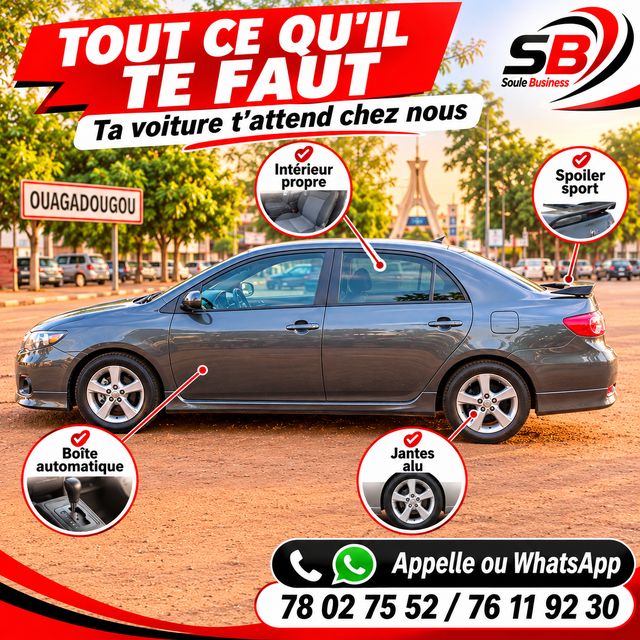 TOUT CE QU'IL
TE FAUT
Ta voiture t'attend chez nous
SB
Soule Business
OUAGADOUGOU
Intérieur
propre
Spoiler
sport
Boîte
automatique
Jantes
alu
Appelle ou WhatsApp
78 02 75 52 / 76 11 92 30